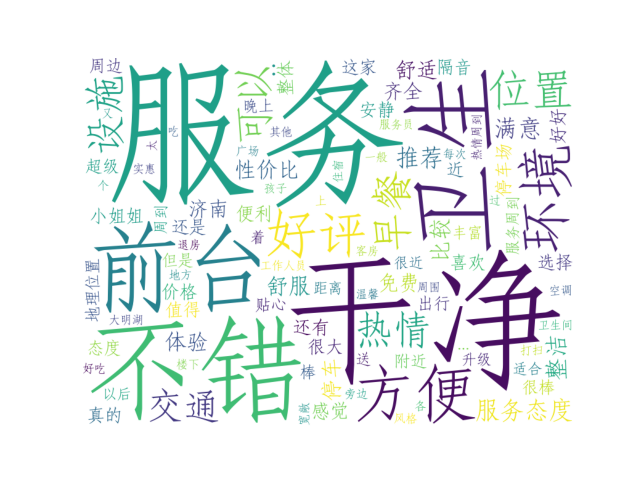 周边
服务
可以
整体
这家
舒适
隔音
位置
设施
又
太
吃
晚上
齐全
卫生
热情周到
好好
超级
个
实惠
其他
安静
服务员
满意
广场
性价比
孩子
住宿
一般
推荐
每次
近
停车场
环境
小姐姐
周到
济南
便利
早餐
比较
比
丰富
服务周到
地理位置
前台
还是
退房
着
好评
上
客房
喜欢
选择
但是
地方
工作人员
很近
价格
值得
舒服
距离
温馨
免费
周围
出行
空调
大明湖
贴心
干净
不错
还有
热情
卫生间
态度
体验
很大
送
附近
…
升级
打扫
整洁
好吃
楼下
棒
停车
旁边
方便
适合
以后
很棒
真的
交通
宽敞
感觉
风格
各
服务态度